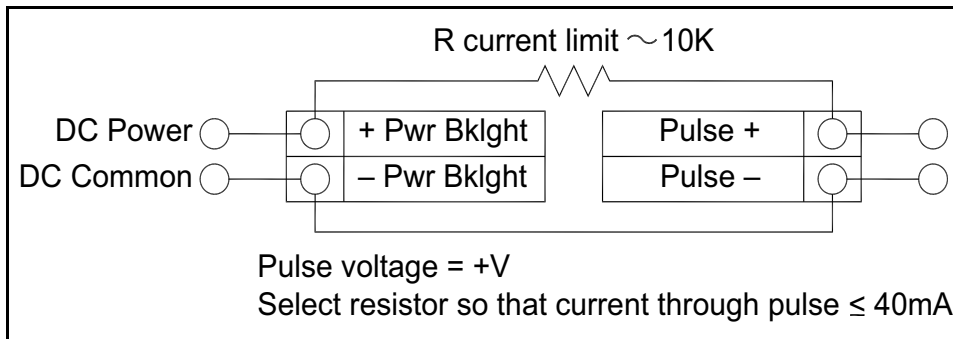 R current limit ~10K
DC Power + Pwr Bklght Pulse +
DC Common – Pwr Bklght Pulse –
Pulse voltage = +V
Select resistor so that current through pulse ≤ 40mA